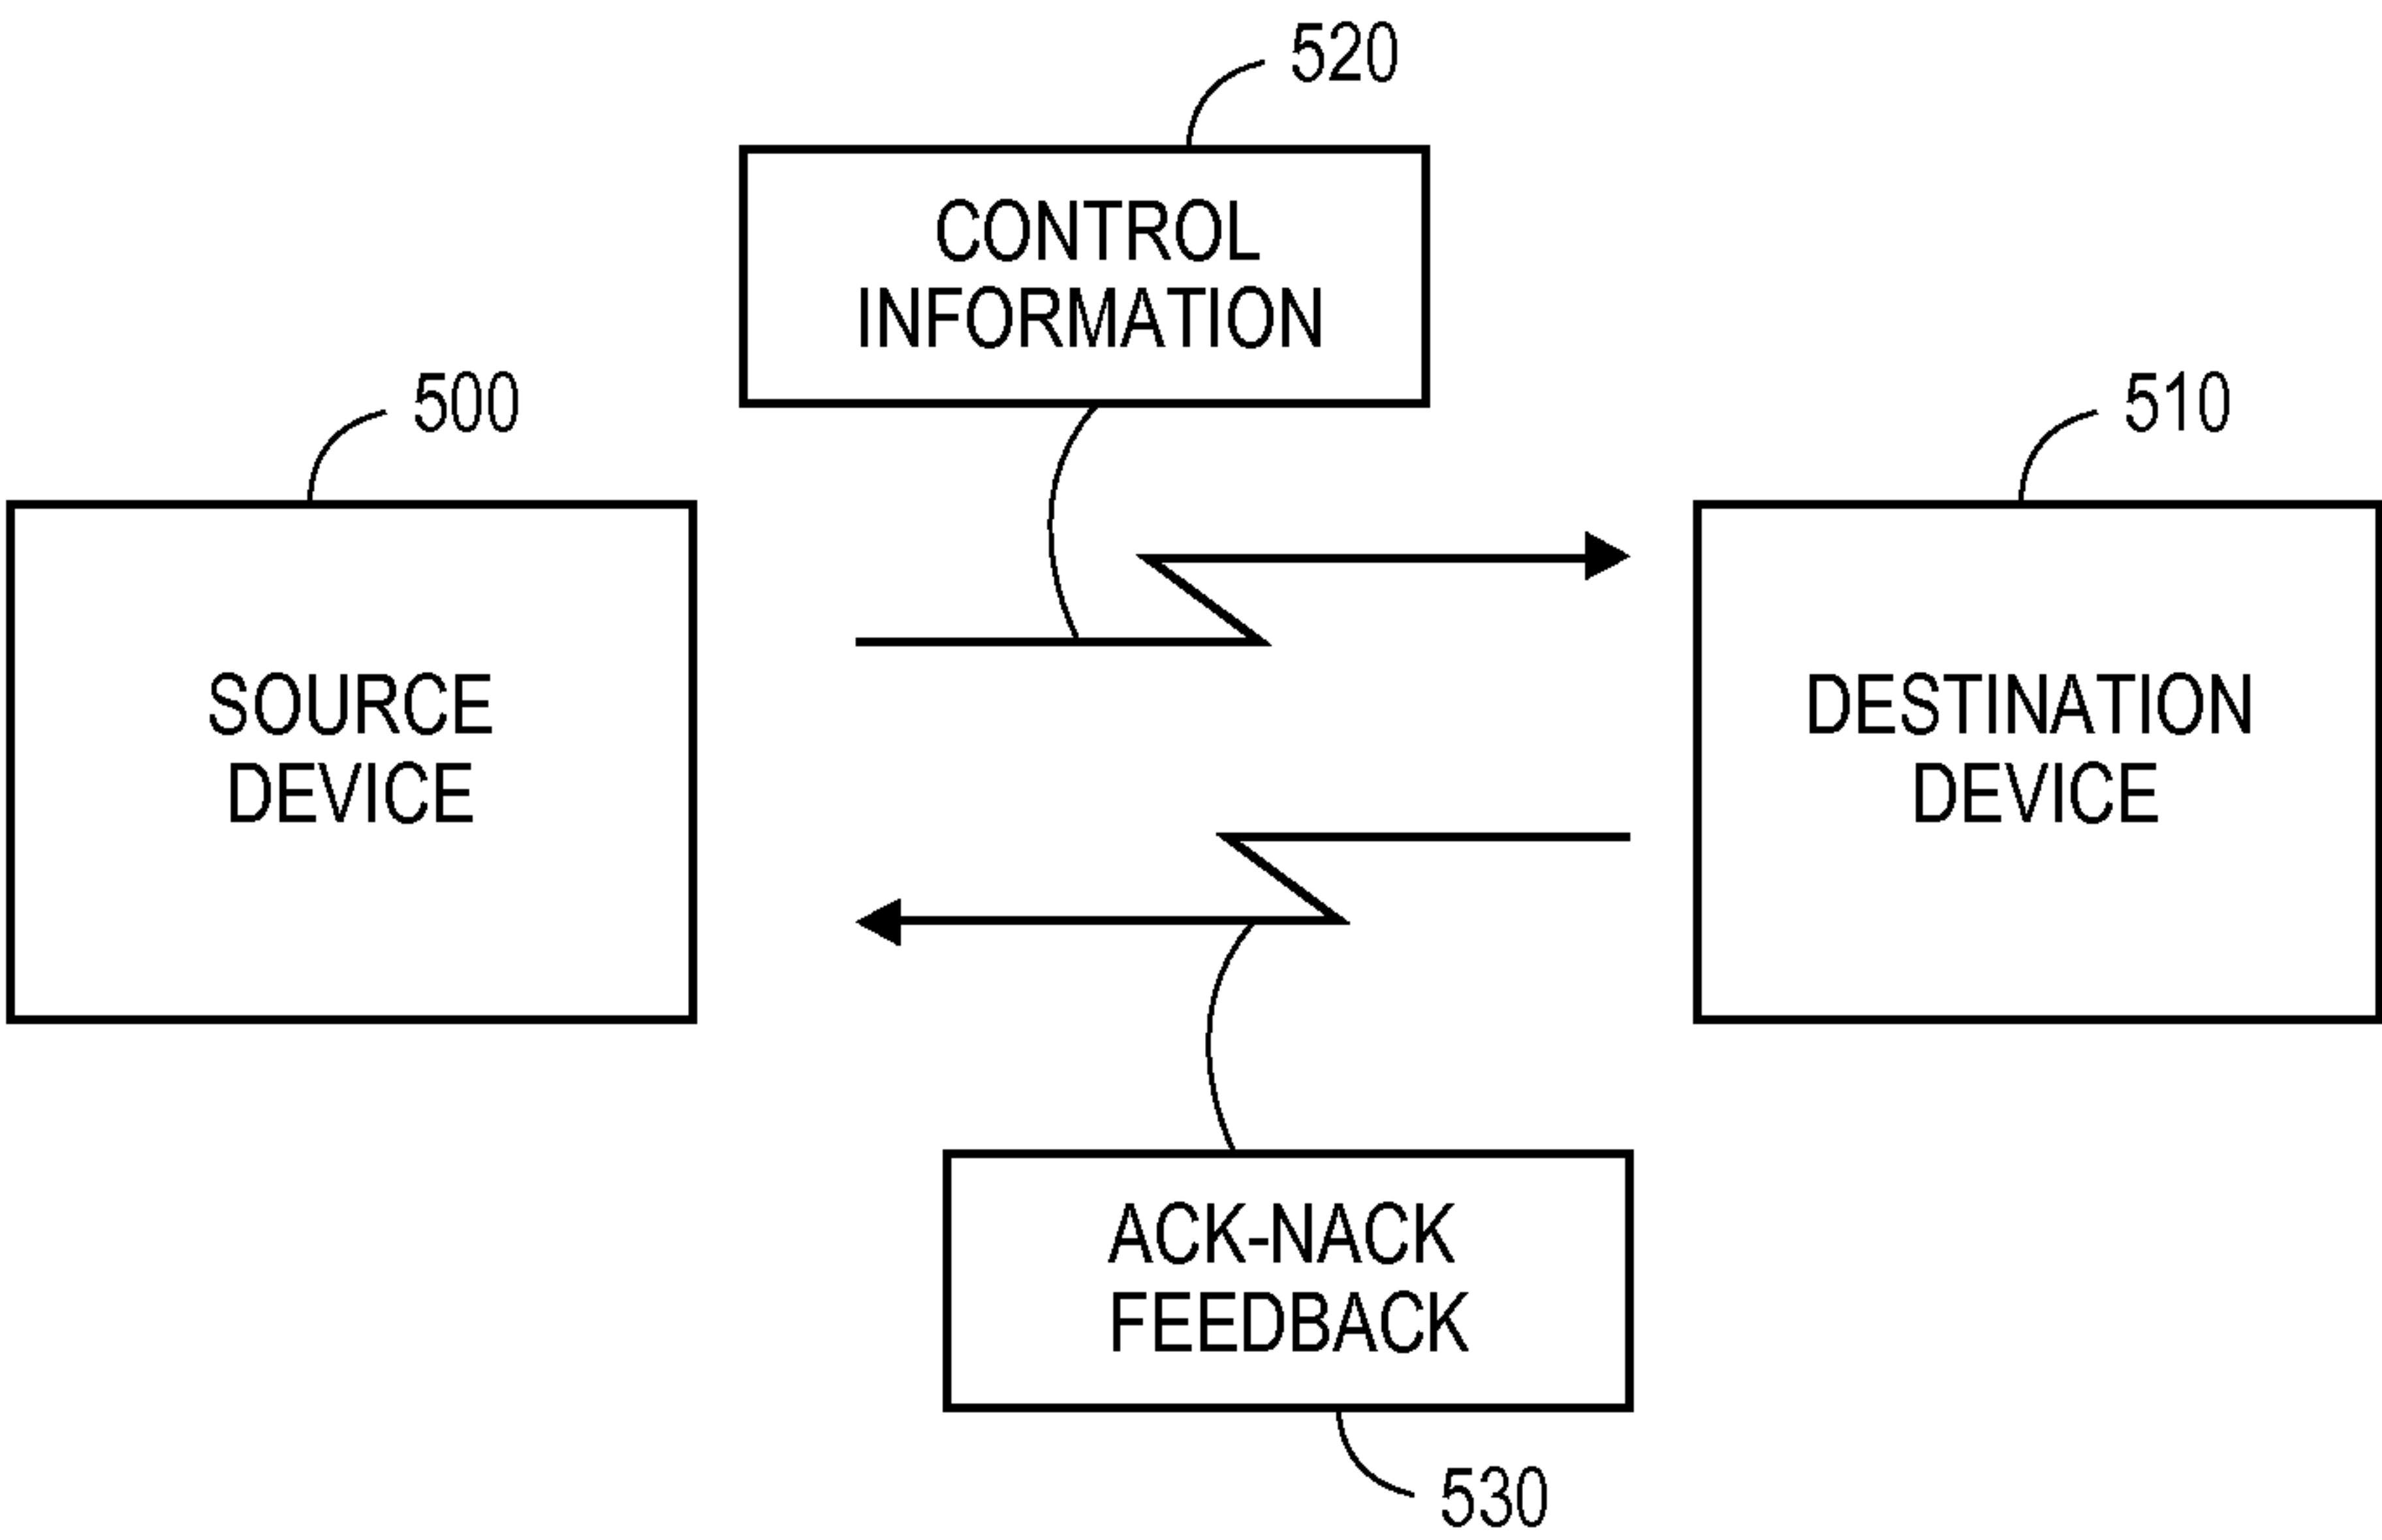 520
CONTROL
INFORMATION
500
510
SOURCE
DEVICE
DESTINATION
DEVICE
ACK-NACK
FEEDBACK
530